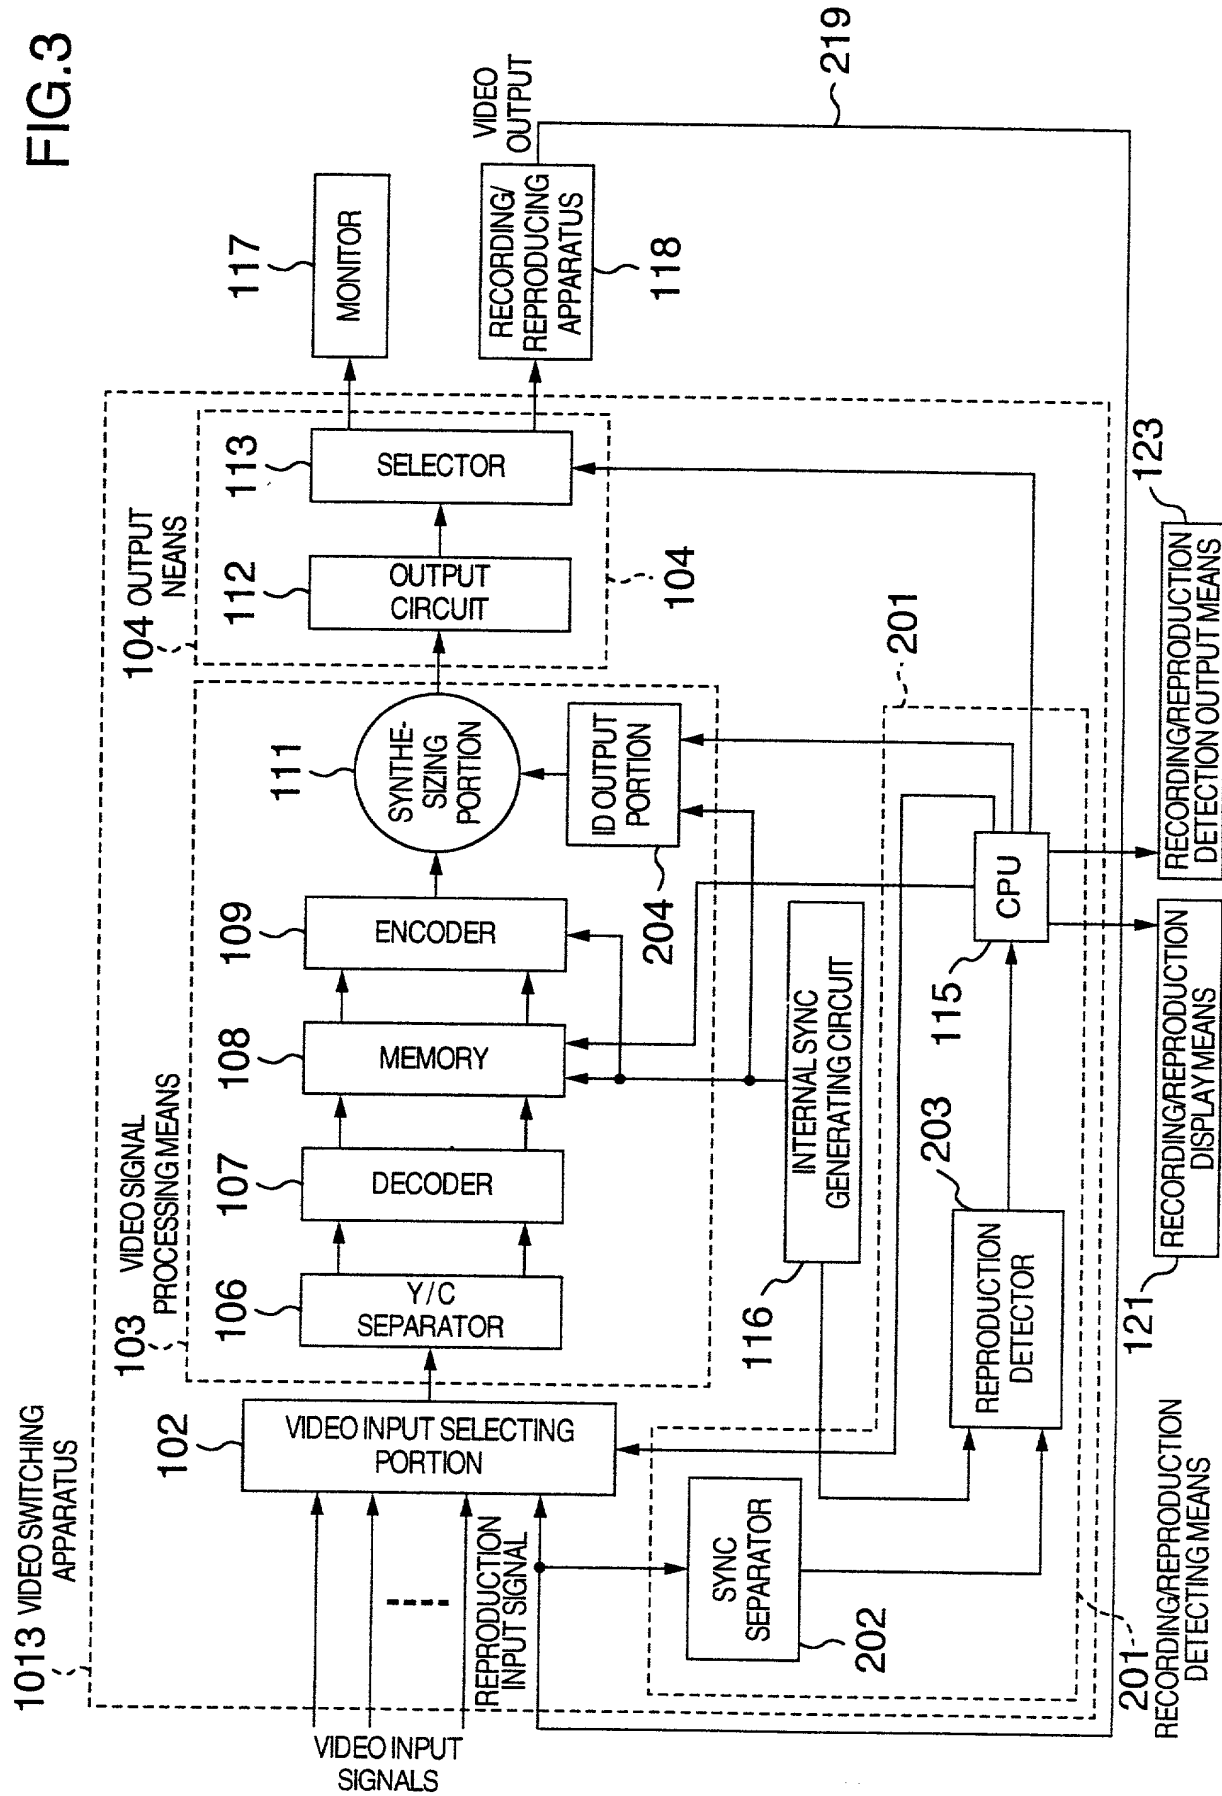 FIG.3
1013 VIDEO SWITCHING
APPARATUS
103
VIDEO SIGNAL
PROCESSING MEANS
104 OUTPUT
NEANS
VIDEO INPUT
SIGNALS
REPRODUCTION
INPUT SIGNAL
102
VIDEO INPUT SELECTING
PORTION
106
Y/C
SEPARATOR
107
DECODER
108
MEMORY
109
ENCODER
111
SYNTHE-
SIZING
PORTION
112
OUTPUT
CIRCUIT
113
SELECTOR
104
117
MONITOR
RECORDING/
REPRODUCING
APPARATUS
118
VIDEO
OUTPUT
219
ID OUTPUT
PORTION
204
INTERNAL SYNC
GENERATING CIRCUIT
116
SYNC
SEPARATOR
202
203
REPRODUCTION
DETECTOR
115
CPU
201
201
RECORDING/REPRODUCTION
DETECTING MEANS
121
RECORDING/REPRODUCTION
DISPLAY MEANS
123
RECORDING/REPRODUCTION
DETECTION OUTPUT MEANS